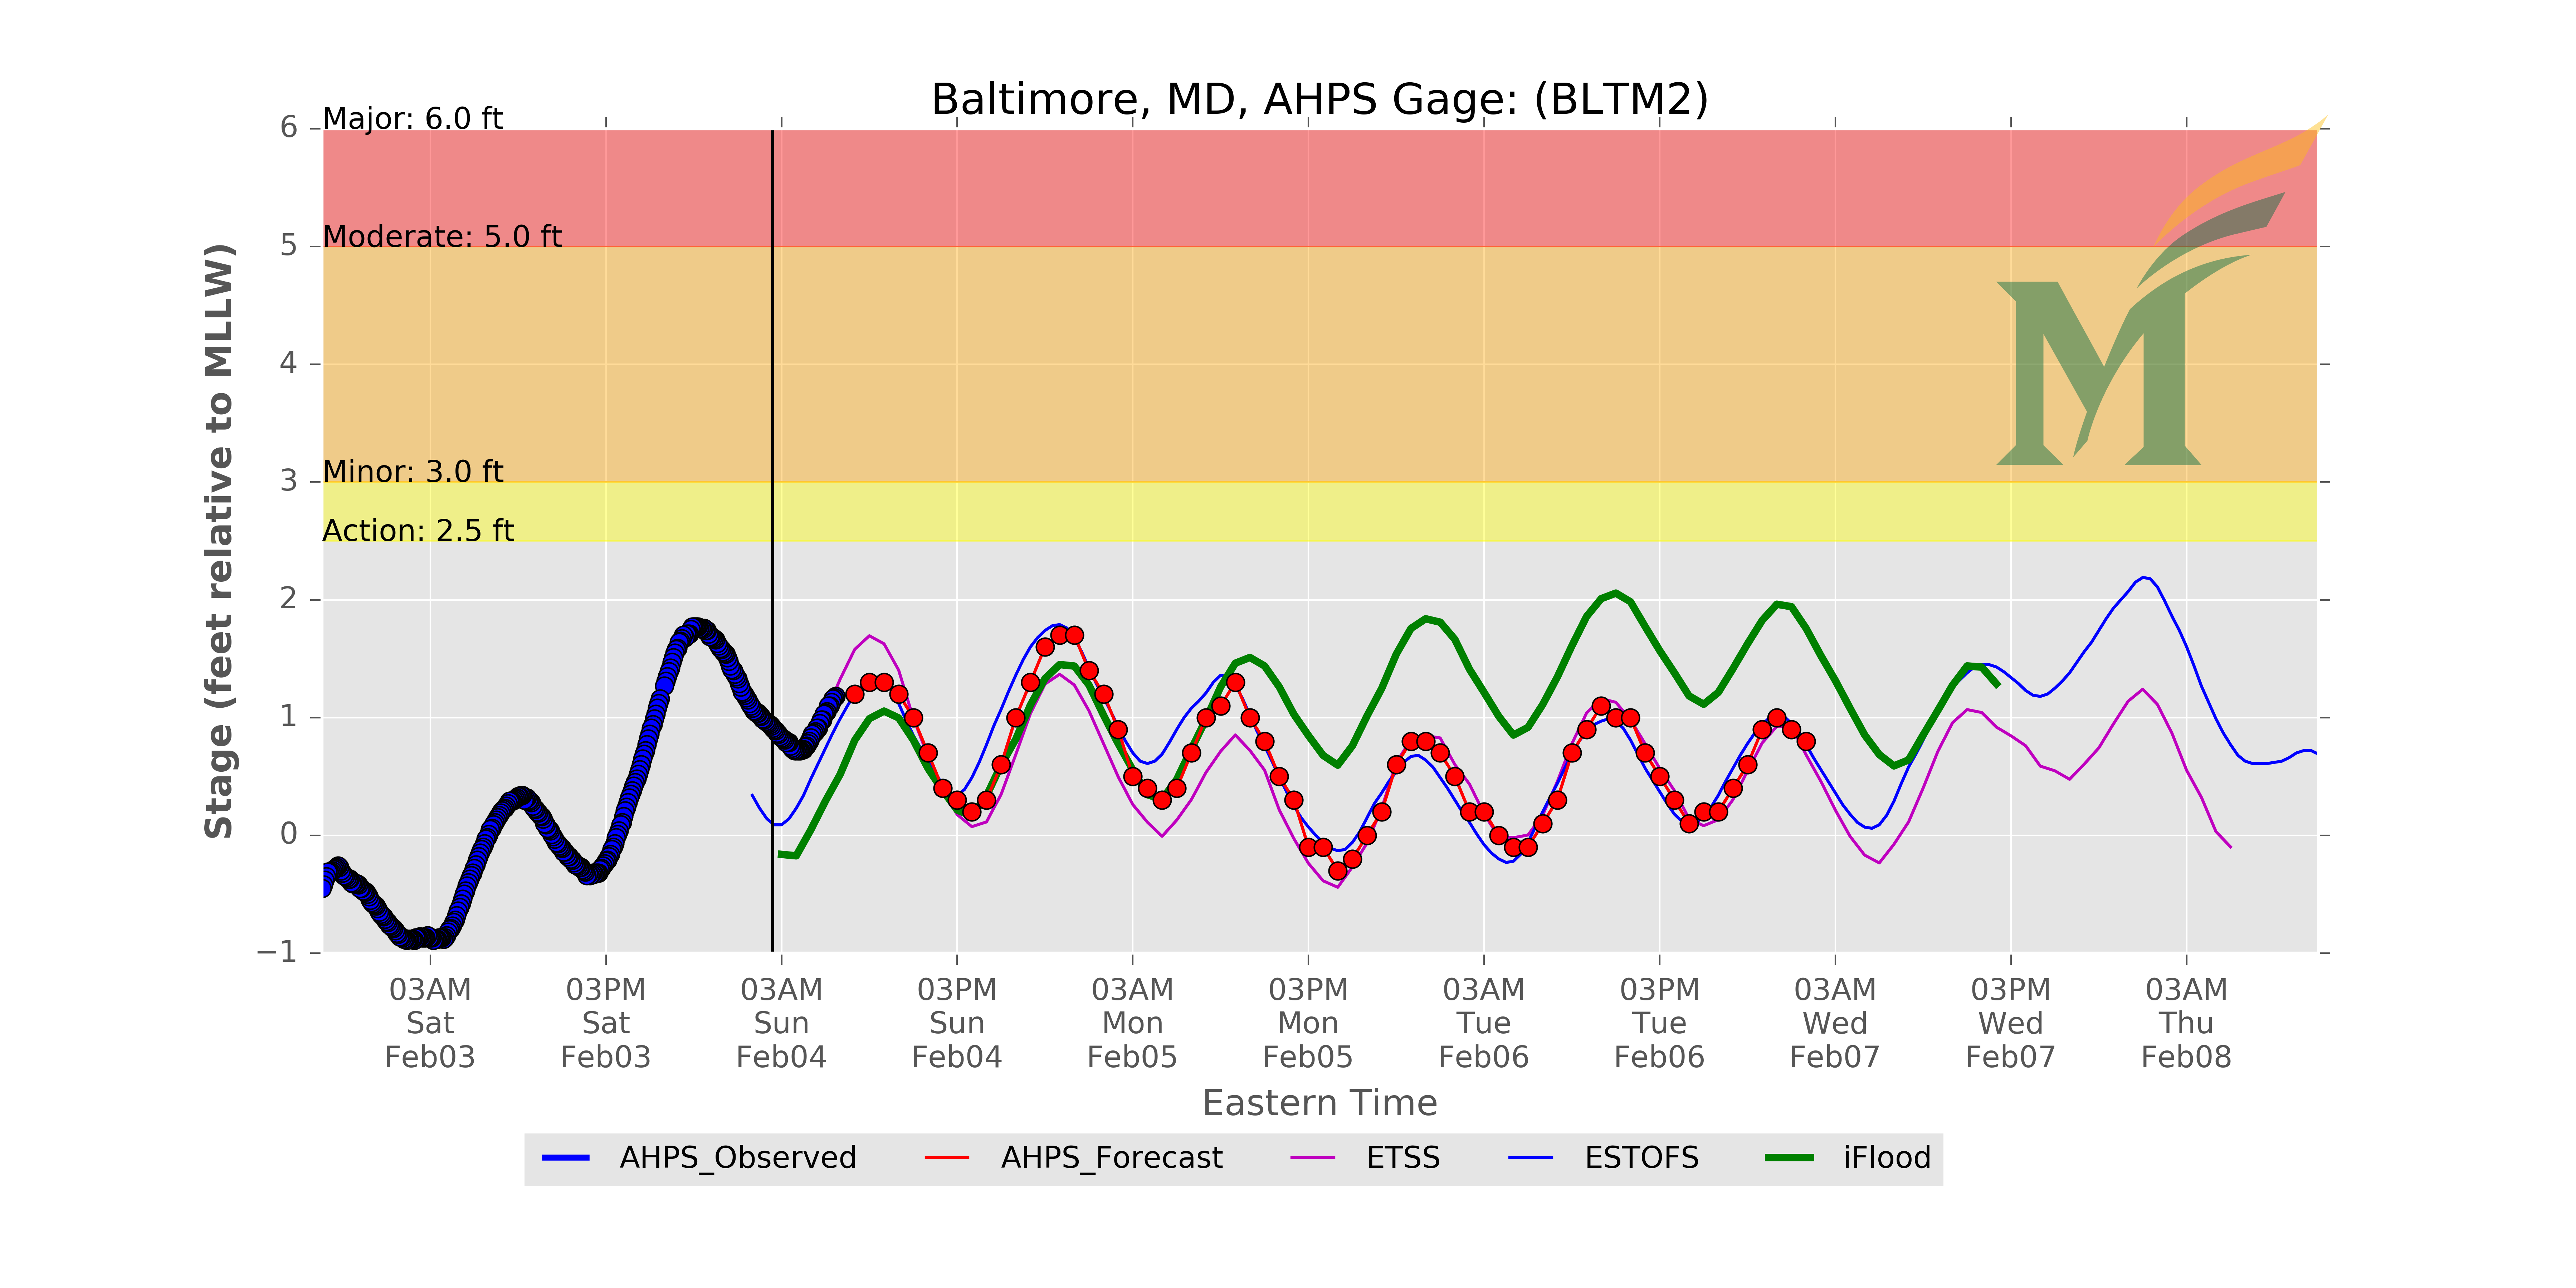 Baltimore, MD, AHPS Gage: (BLTM2)
Major: 6.0 ft
Moderate: 5.0 ft
Minor: 3.0 ft
Action: 2.5 ft
6
5
4
3
2
1
0
−1
Stage (feet relative to MLLW)
03AM
Sat
Feb03
03PM
Sat
Feb03
03AM
Sun
Feb04
03PM
Sun
Feb04
03AM
Mon
Feb05
03PM
Mon
Feb05
03AM
Tue
Feb06
03PM
Tue
Feb06
03AM
Wed
Feb07
03PM
Wed
Feb07
03AM
Thu
Feb08
Eastern Time
AHPS_Observed
AHPS_Forecast
ETSS
ESTOFS
iFlood
M